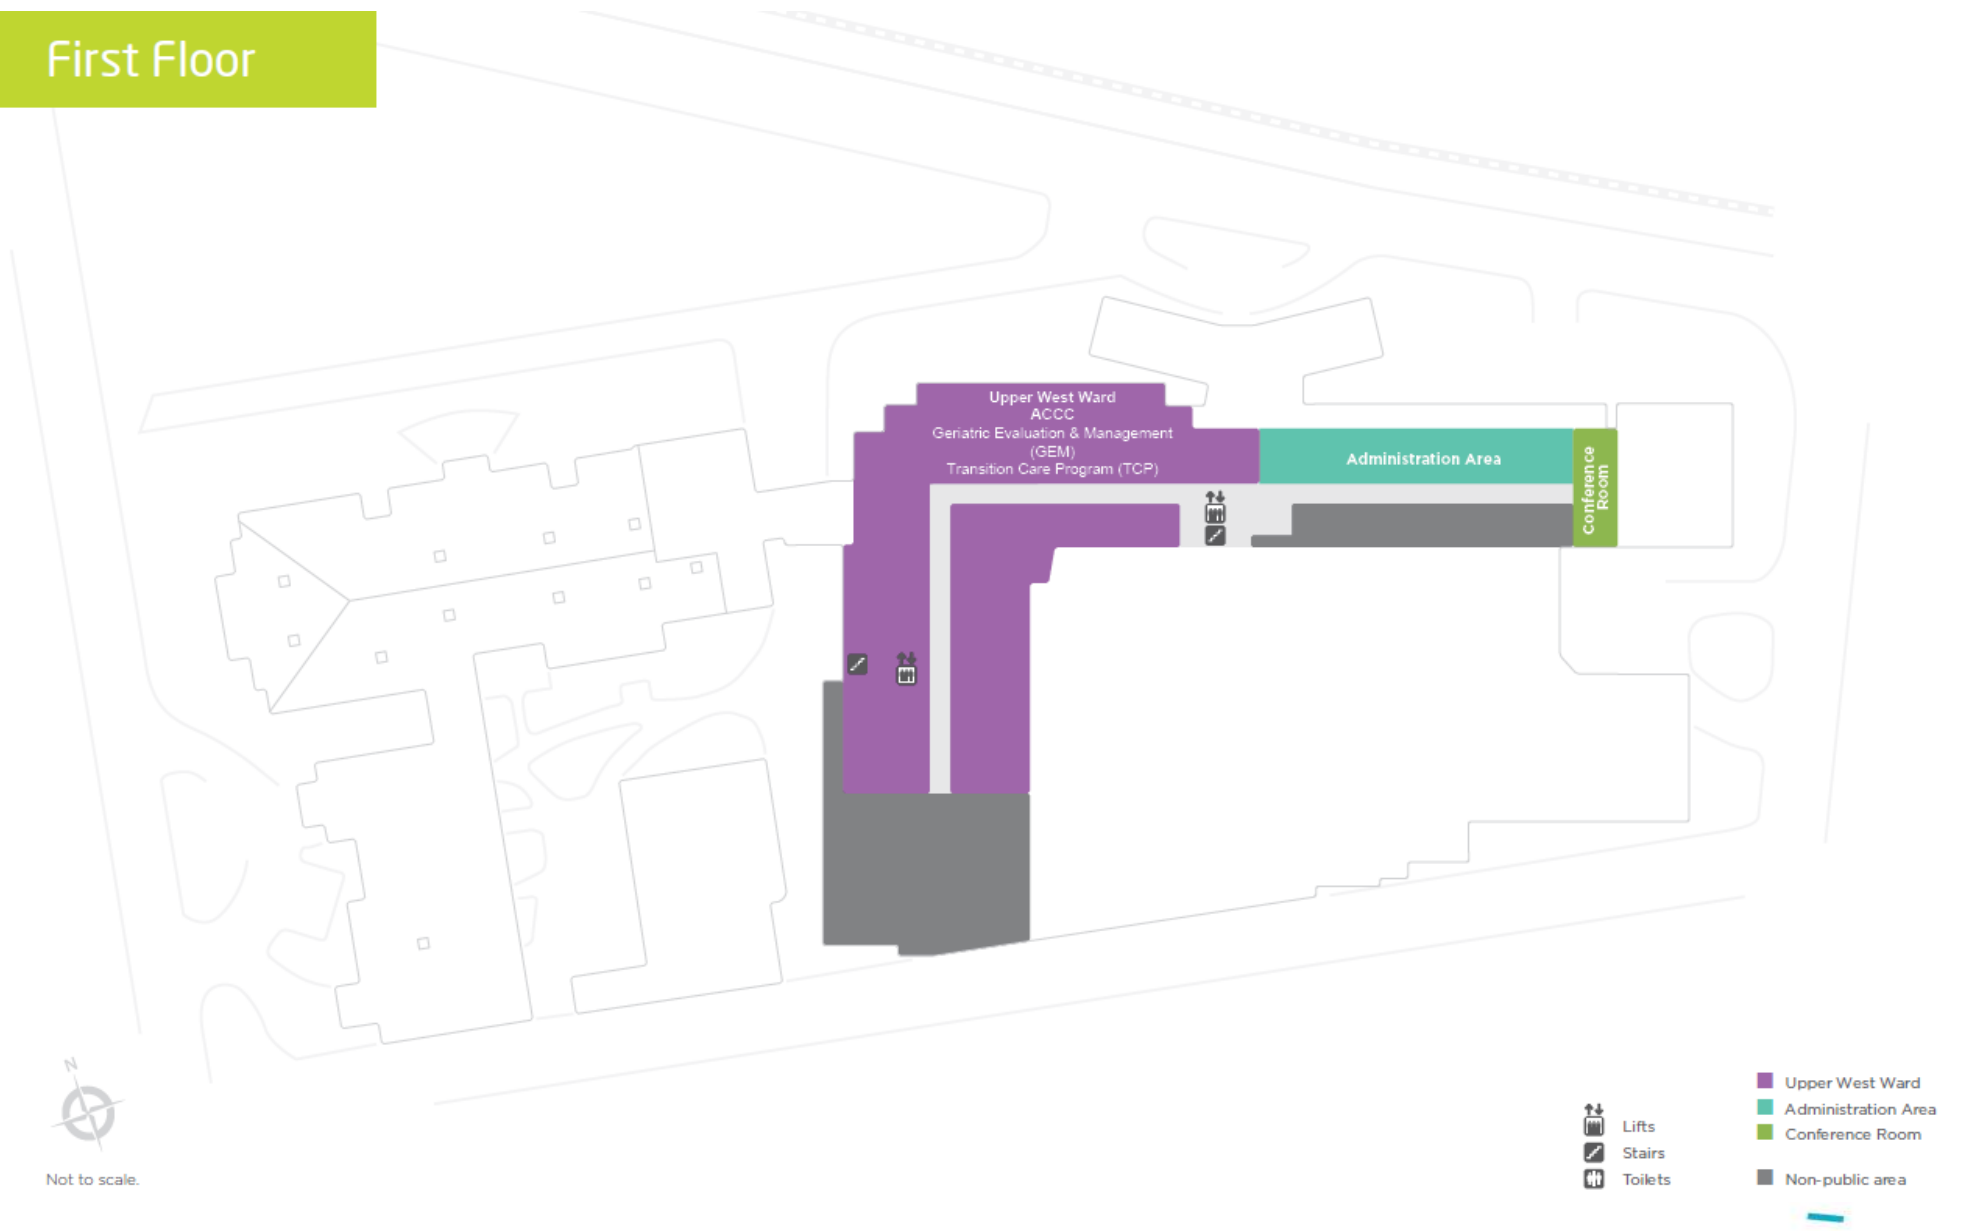 First Floor
Upper West Ward
ACCC
Geriatric Evaluation & Management
(GEM)
Transition Care Program (TCP)
Administration Area
Conference
Room
N
Not to scale.
Lifts
Stairs
Toilets
Upper West Ward
Administration Area
Conference Room
Non-public area